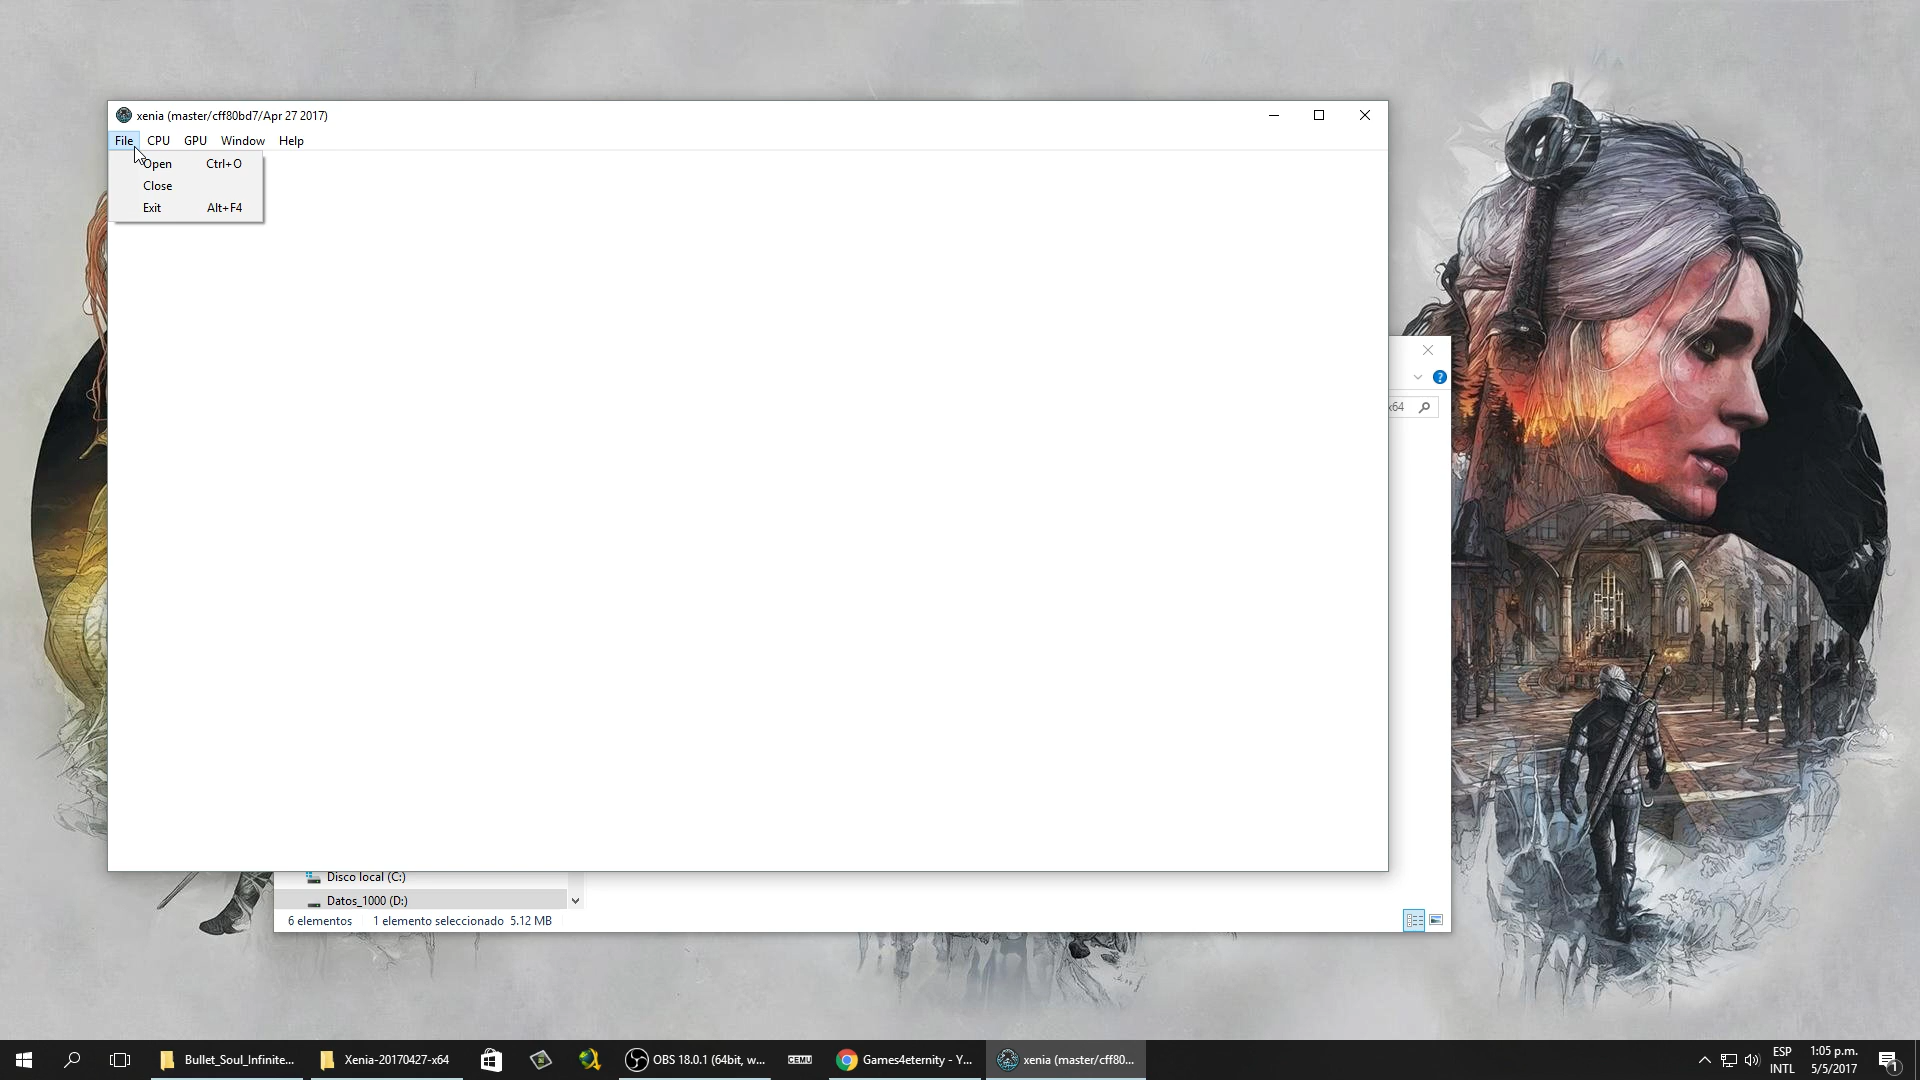 xenia (master/cff80bd7/Apr 27 2017)
File CPU GPU Window Help
Open Ctrl+O
Close
Exit Alt+F4
x64
Disco local (C:)
Datos_1000 (D:)
6 elementos 1 elemento seleccionado 5.12 MB
Bullet_Soul_Infinite... Xenia-20170427-x64 OBS 18.0.1 (64bit, w... CEMU Games4eternity - Y... xenia (master/cff80... ESP INTL 1:05 p.m. 5/5/2017 1